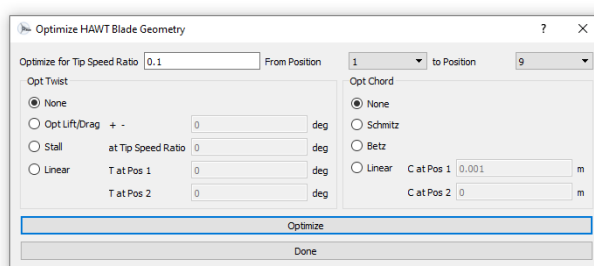 Optimize HAWT Blade Geometry ? ×
Optimize for Tip Speed Ratio 0.1 From Position 1 to Position 9
Opt Twist
None
Opt Lift/Drag + - 0 deg
Stall at Tip Speed Ratio 0 deg
Linear T at Pos 1 0 deg
T at Pos 2 0 deg
Opt Chord
None
Schmitz
Betz
Linear C at Pos 1 0.001 m
C at Pos 2 0 m
Optimize
Done